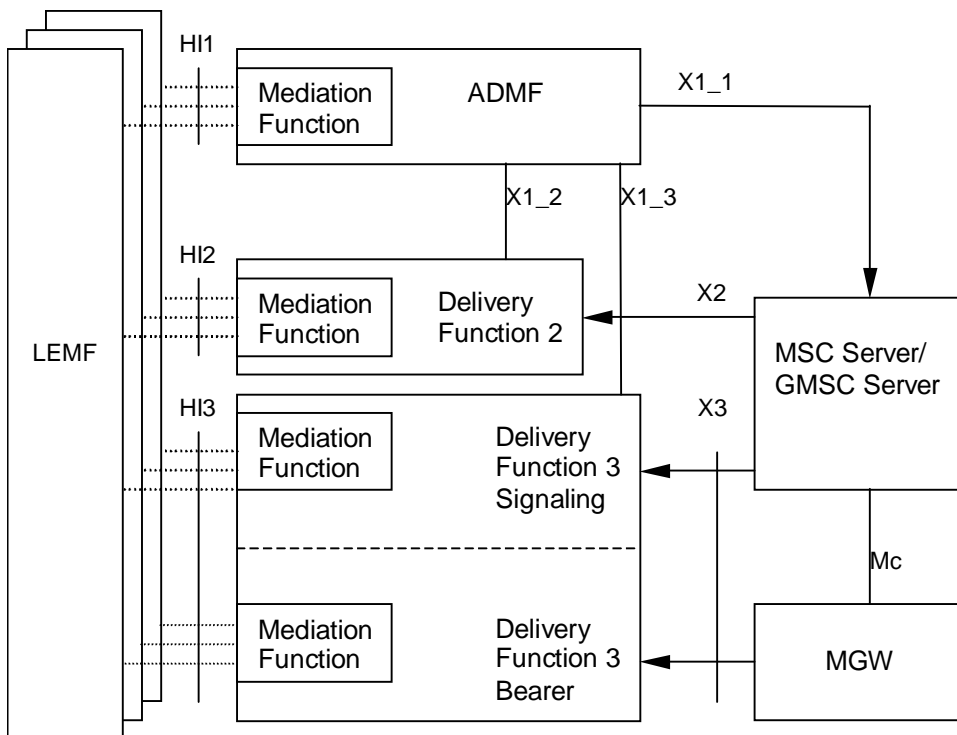 HI1
Mediation
Function
ADMF
X1_1
X1_2
X1_3
HI2
Mediation
Function
Delivery
Function 2
X2
LEMF
MSC Server/
GMSC Server
HI3
Mediation
Function
Delivery
Function 3
Signaling
X3
Mc
Mediation
Function
Delivery
Function 3
Bearer
MGW